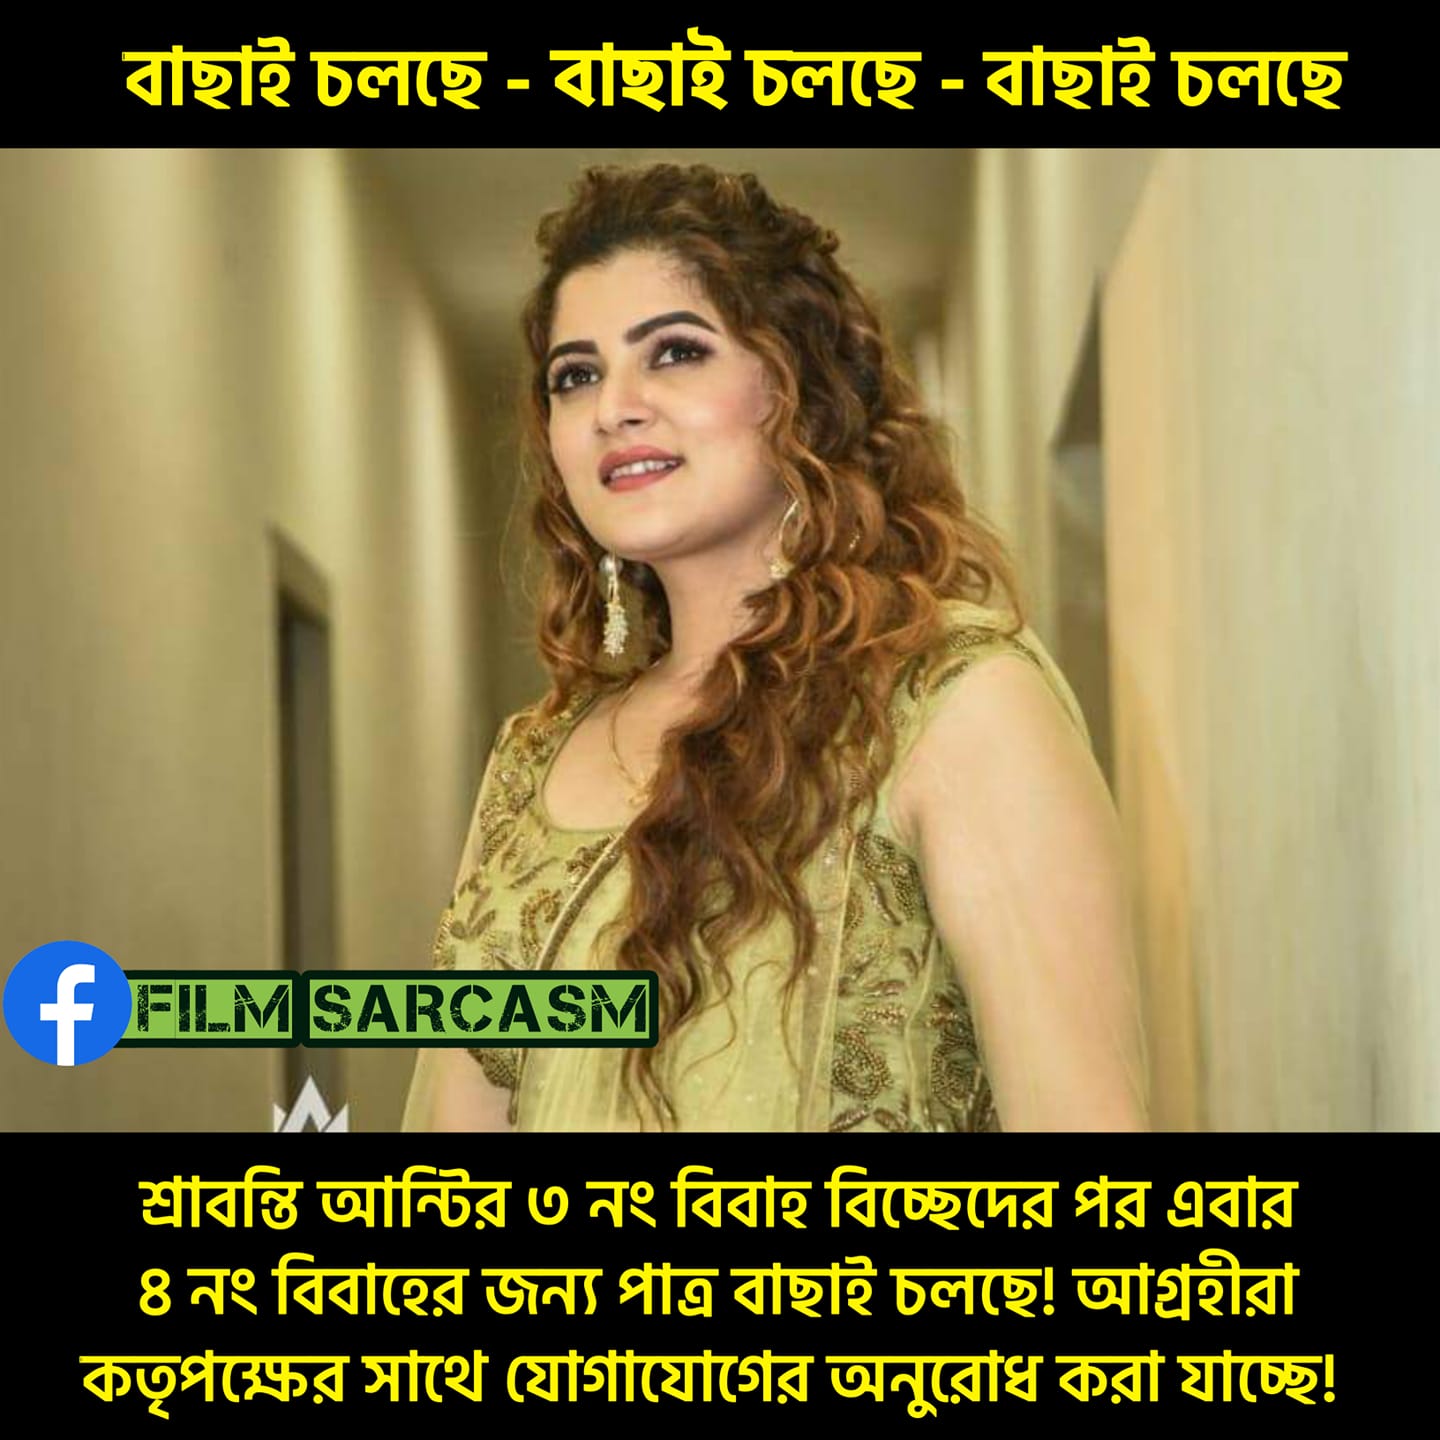 বাছাই চলছে - বাছাই চলছে - বাছাই চলছে
FILM SARCASM
শ্রাবন্তি আন্টির ৩ নং বিবাহ বিচ্ছেদের পর এবার
৪ নং বিবাহের জন্য পাত্র বাছাই চলছে! আগ্রহীরা
কতৃপক্ষের সাথে যোগাযোগের অনুরোধ করা যাচ্ছে!